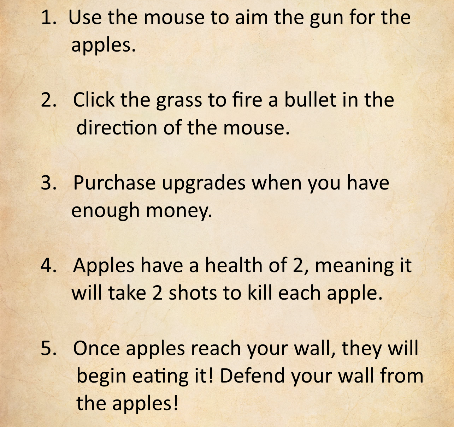 1. Use the mouse to aim the gun for the
apples.
2. Click the grass to fire a bullet in the
direction of the mouse.
3. Purchase upgrades when you have
enough money.
4. Apples have a health of 2, meaning it
will take 2 shots to kill each apple.
5. Once apples reach your wall, they will
begin eating it! Defend your wall from
the apples!